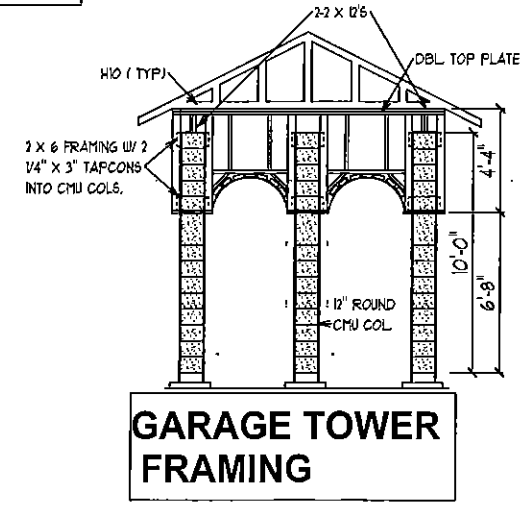 2-2 X 12'S
DBL. TOP PLATE
H10 ( TYP.)
2 X 6 FRAMING W/ 2
1/4" X 3" TAPCONS
INTO CMU COLS.
4'-4"
10'-0"
6'-8"
12" ROUND
CMU COL.
GARAGE TOWER
FRAMING